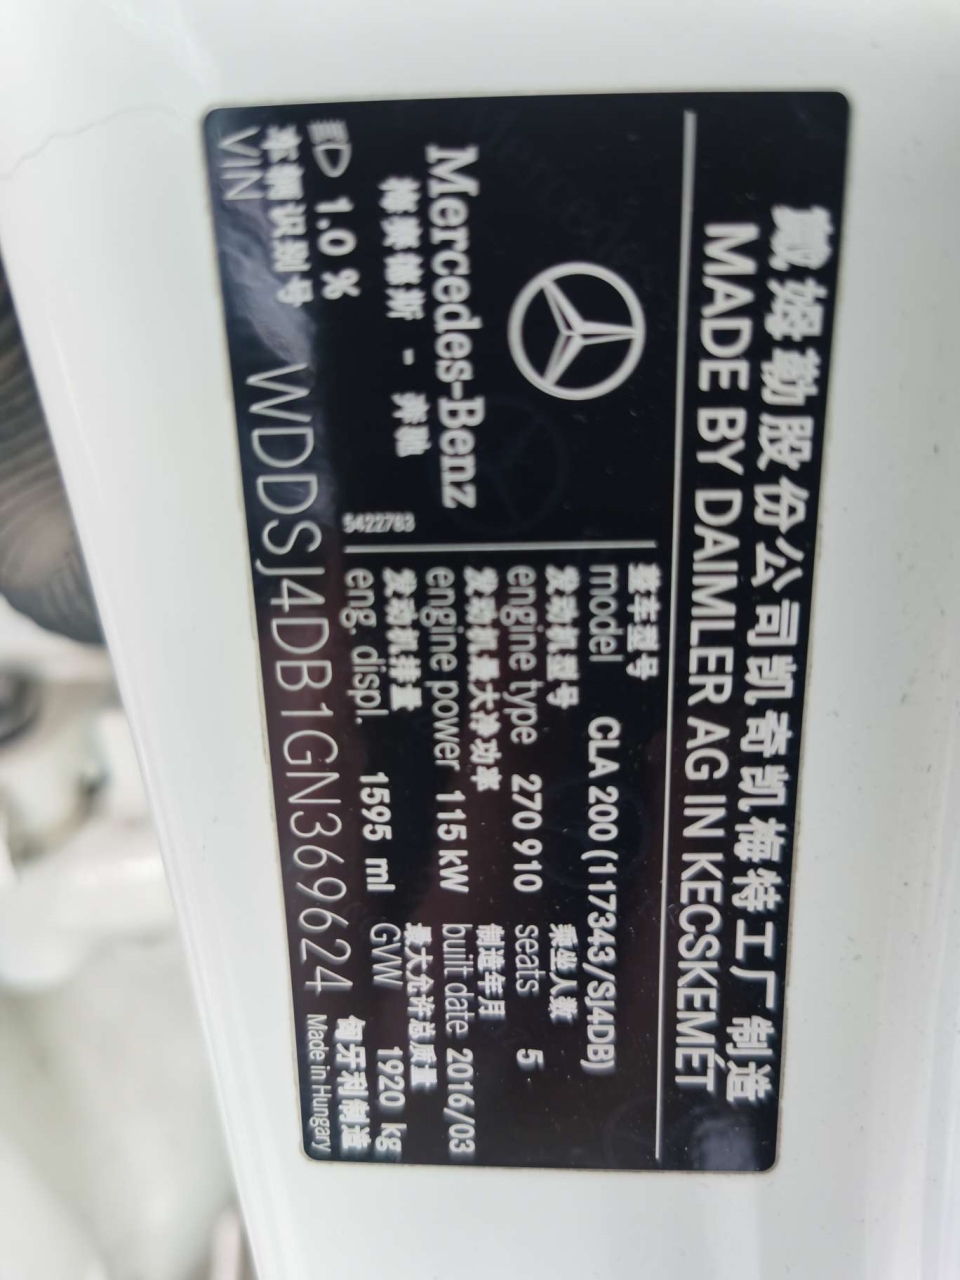 戴姆勒股份公司凯奇凯梅特工厂制造
MADE BY DAIMLER AG IN KECSKEMÉT
Mercedes-Benz
梅赛德斯 - 奔驰
5422783
整车型号
model CLA 200 (117343/SJ4DB)
发动机型号 乘坐人数
engine type 270 910 seats 5
发动机最大净功率 制造年月
engine power 115 kW built date 2016/03
发动机排量 最大允许总质量
eng. displ. 1595 ml GVW 1920 kg
1.0 %
匈牙利制造
车辆识别号
VIN WDDSJ4DB1GN369624 Made in Hungary